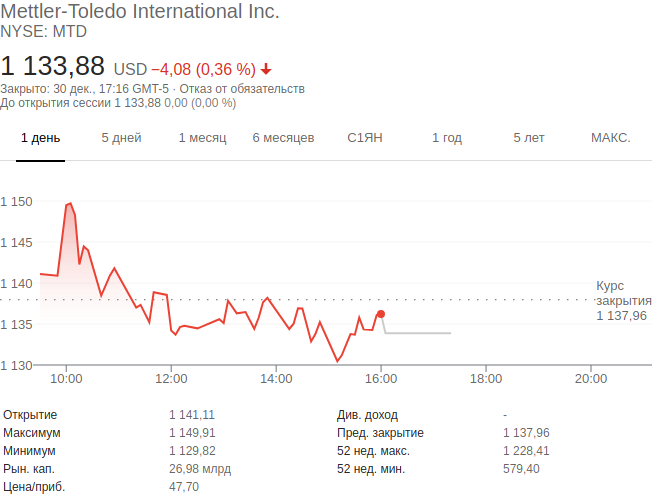 Mettler-Toledo International Inc.
NYSE: MTD
1 133,88 USD −4,08 (0,36 %)
Закрыто: 30 дек., 17:16 GMT-5 · Отказ от обязательств
До открытия сессии 1 133,88 0,00 (0,00 %)
1 день 5 дней 1 месяц 6 месяцев С1ЯН 1 год 5 лет МАКС.
1 150
1 145
1 140
1 135
1 130
Курс
закрытия
1 137,96
10:00 12:00 14:00 16:00 18:00 20:00
Открытие 1 141,11 Див. доход -
Максимум 1 149,91 Пред. закрытие 1 137,96
Минимум 1 129,82 52 нед. макс. 1 228,41
Рын. кап. 26,98 млрд 52 нед. мин. 579,40
Цена/приб. 47,70